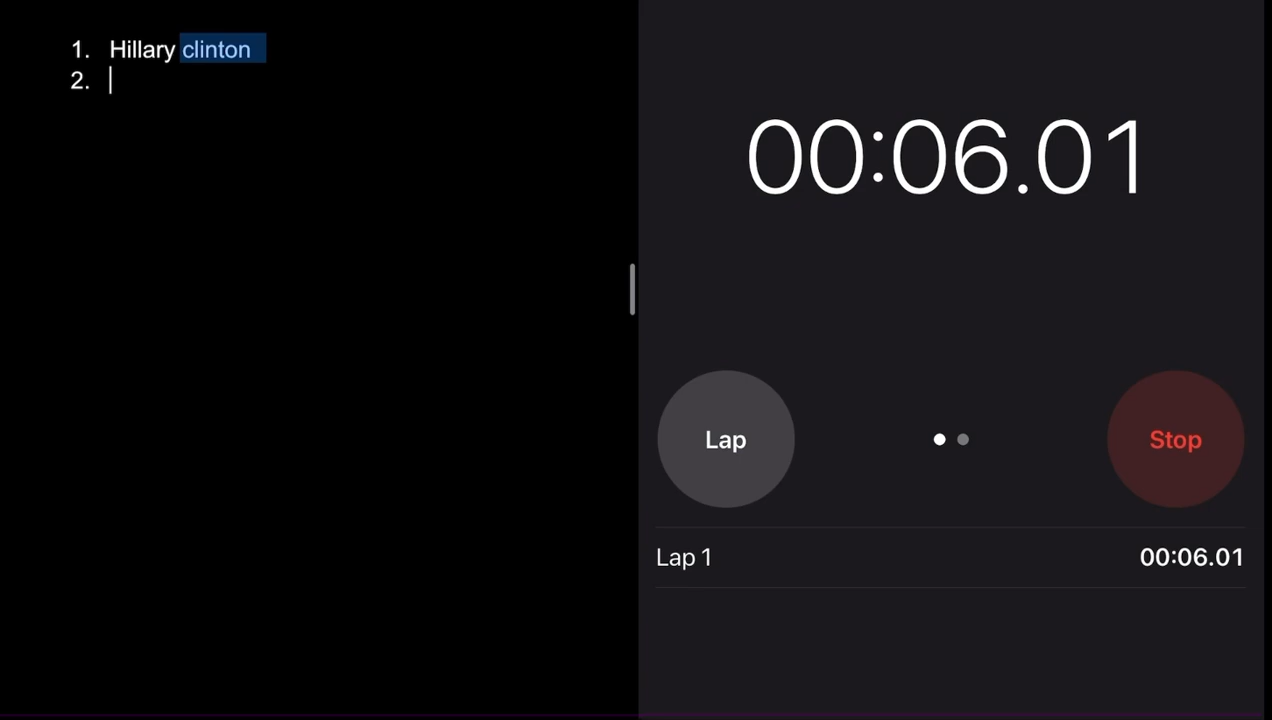 1. Hillary clinton
2.
00:06.01
Lap
Stop
Lap 1 00:06.01